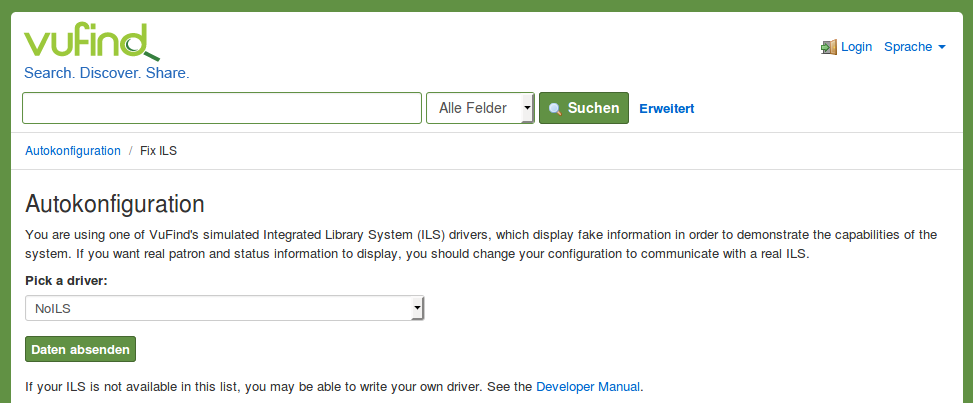 vufind
Search. Discover. Share.
Login Sprache
Alle Felder Suchen Erweitert
Autokonfiguration / Fix ILS
Autokonfiguration
You are using one of VuFind's simulated Integrated Library System (ILS) drivers, which display fake information in order to demonstrate the capabilities of the
system. If you want real patron and status information to display, you should change your configuration to communicate with a real ILS.
Pick a driver:
NoILS
Daten absenden
If your ILS is not available in this list, you may be able to write your own driver. See the Developer Manual.